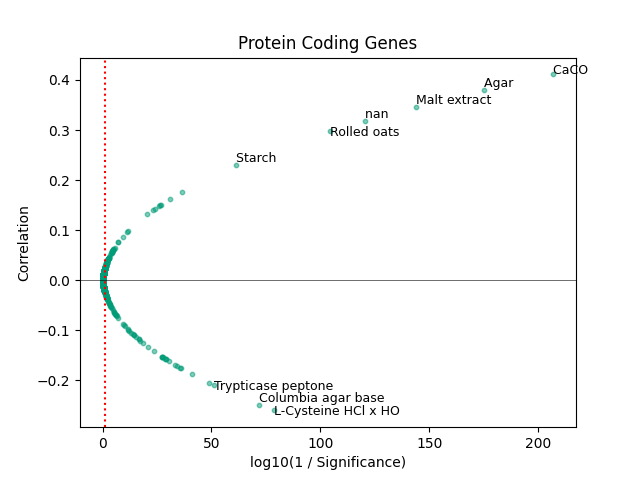 Protein Coding Genes
CaCO
Agar
Malt extract
nan
Rolled oats
Starch
Trypticase peptone
Columbia agar base
L-Cysteine HCl x HO
Correlation
0.4
0.3
0.2
0.1
0.0
−0.1
−0.2
0
50
100
150
200
log10(1 / Significance)